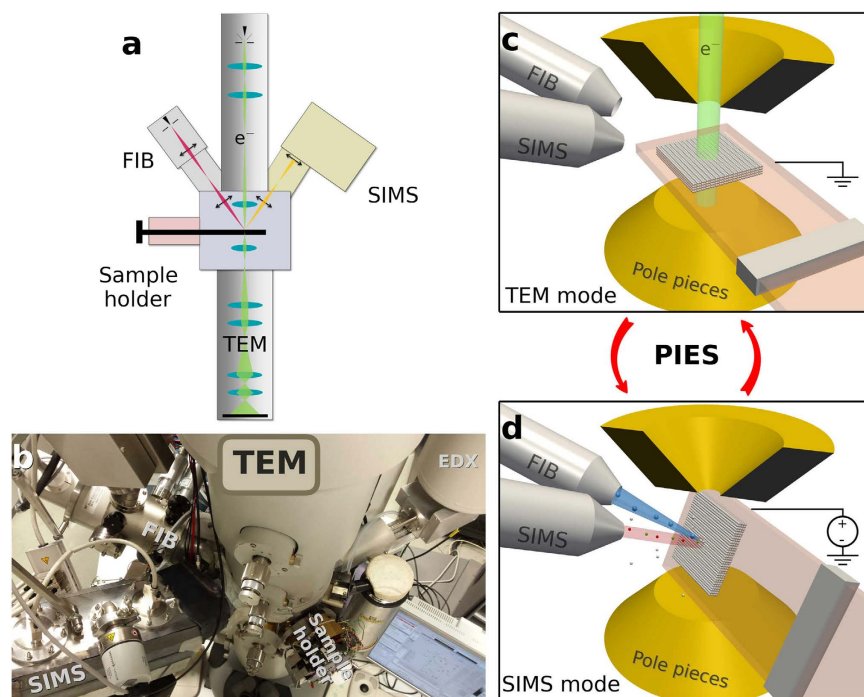 a
e⁻
FIB
SIMS
Sample
holder
TEM
b
TEM
EDX
FIB
SIMS
Sample
holder
c
e⁻
FIB
SIMS
Pole pieces
TEM mode
PIES
d
FIB
SIMS
+
-
Pole pieces
SIMS mode